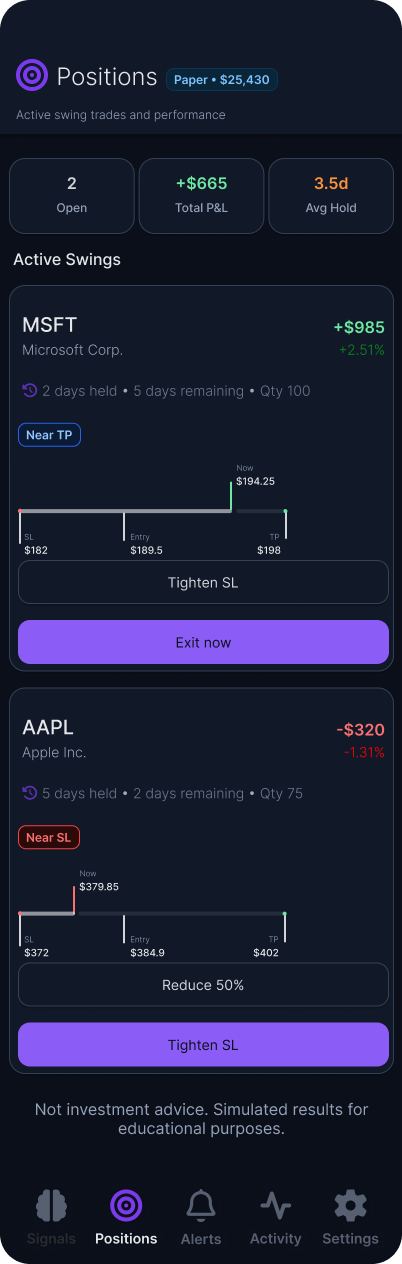 Positions
Paper • $25,430
Active swing trades and performance
2
Open
+$665
Total P&L
3.5d
Avg Hold
Active Swings
MSFT
+$985
Microsoft Corp.
+2.51%
2 days held • 5 days remaining • Qty 100
Near TP
Now
$194.25
SL
$182
Entry
$189.5
TP
$198
Tighten SL
Exit now
AAPL
-$320
Apple Inc.
-1.31%
5 days held • 2 days remaining • Qty 75
Near SL
Now
$379.85
SL
$372
Entry
$384.9
TP
$402
Reduce 50%
Tighten SL
Not investment advice. Simulated results for
educational purposes.
Signals
Positions
Alerts
Activity
Settings